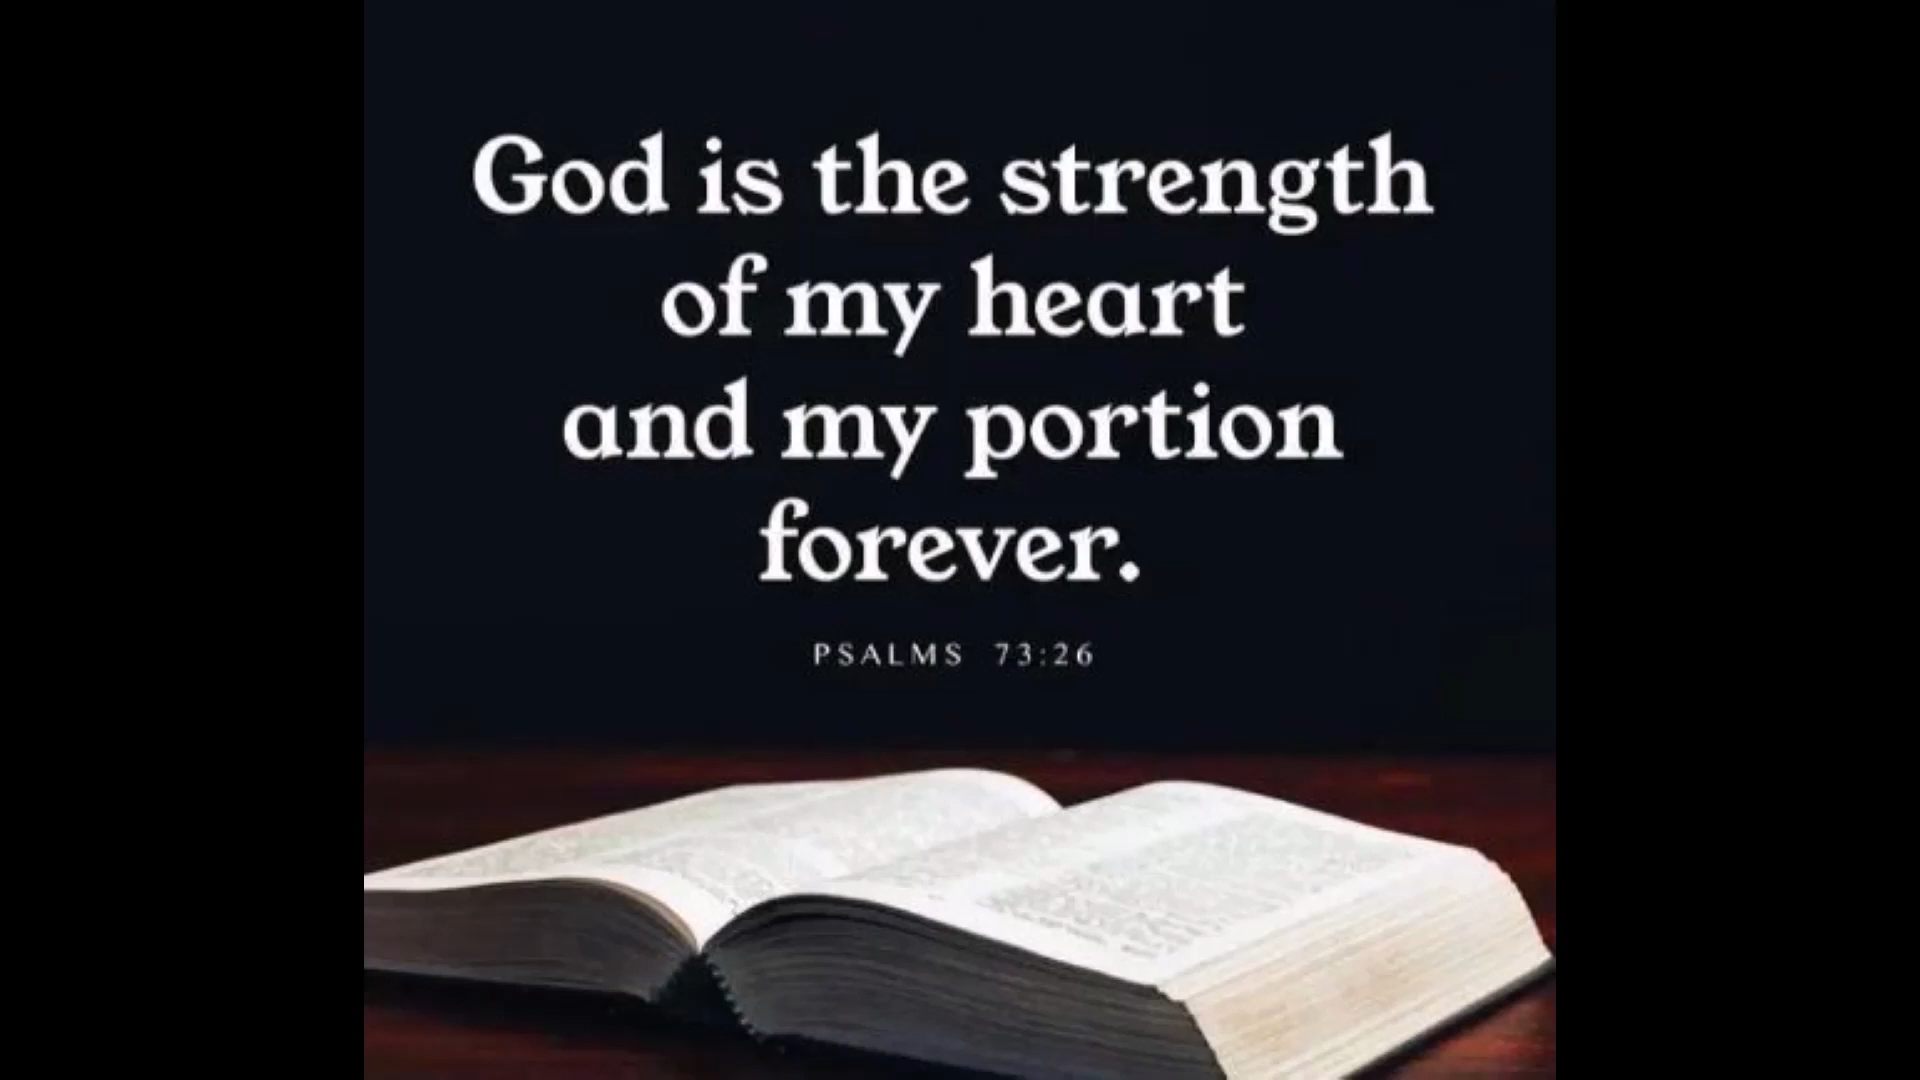 God is the strength
of my heart
and my portion
forever.
PSALMS 73:26